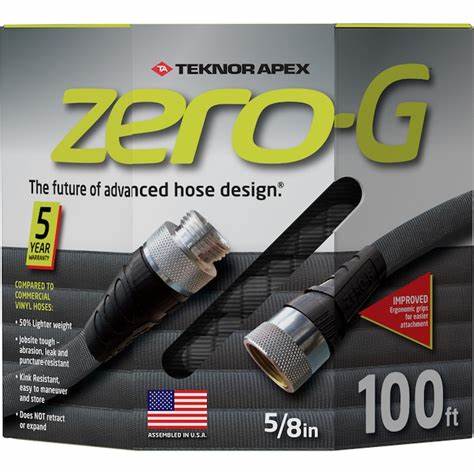 TA TEKNOR APEX
zero-G
The future of advanced hose design.®
5
YEAR
WARRANTY
COMPARED TO
COMMERCIAL
VINYL HOSES:
• 50% Lighter weight
• Jobsite tough –
abrasion, leak and
puncture-resistant
• Kink Resistant,
easy to maneuver
and store
• Does NOT retract
or expand
IMPROVED
Ergonomic grips
for easier
attachment
ASSEMBLED IN U.S.A.
5/8in
100ft